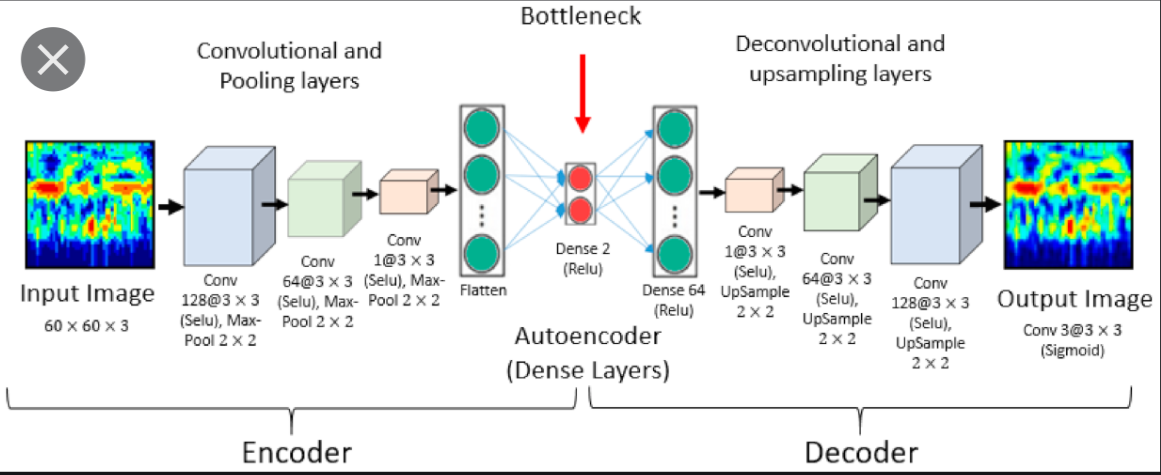 Bottleneck
Convolutional and
Pooling layers
Deconvolutional and
upsampling layers
Input Image
60 × 60 × 3
Conv
128@3 × 3
(Selu), Max-
Pool 2 × 2
Conv
64@3 × 3
(Selu), Max-
Pool 2 × 2
Conv
1@3 × 3
(Selu), Max-
Pool 2 × 2
Flatten
Dense 2
(Relu)
Dense 64
(Relu)
Autoencoder
(Dense Layers)
Conv
1@3 × 3
(Selu),
UpSample
2 × 2
Conv
64@3 × 3
(Selu),
UpSample
2 × 2
Conv
128@3 × 3
(Selu),
UpSample
2 × 2
Output Image
Conv 3@3 × 3
(Sigmoid)
Encoder
Decoder